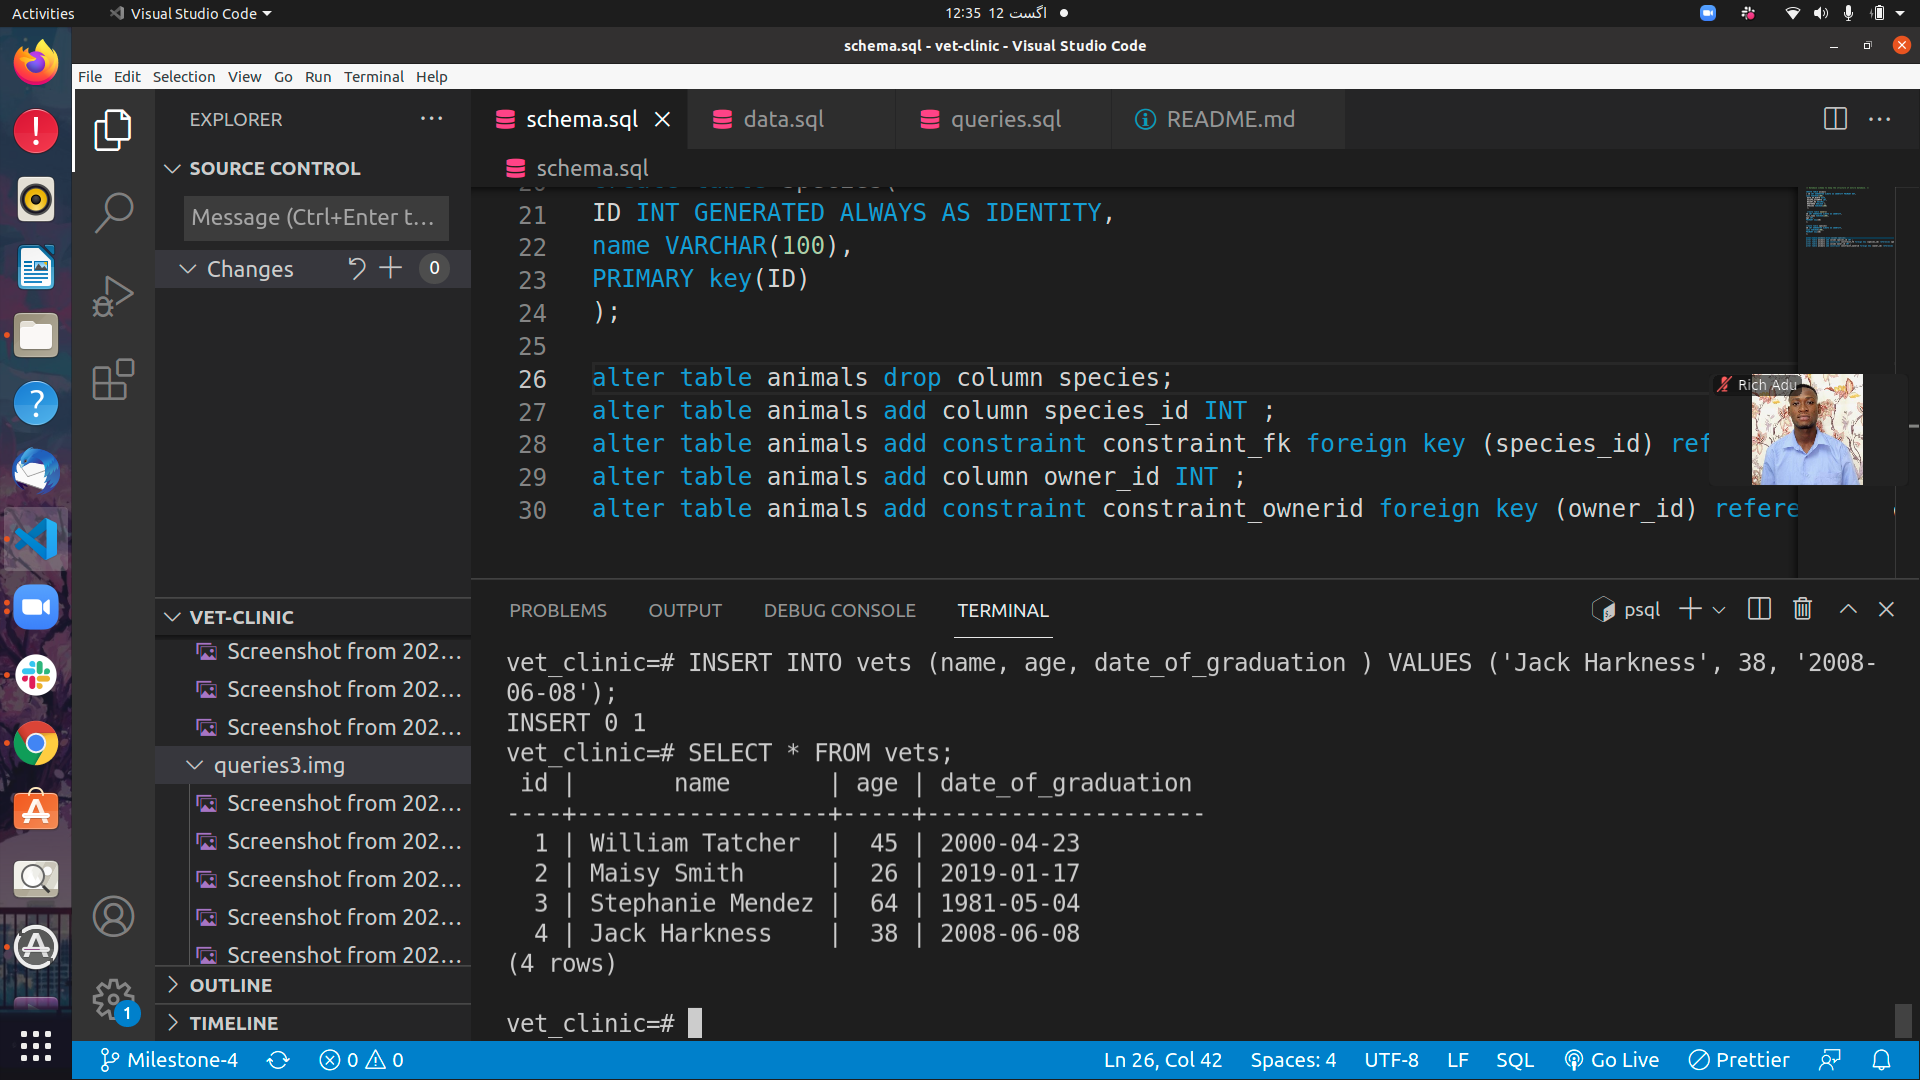 Activities
Visual Studio Code
12:35 12 اگست
schema.sql - vet-clinic - Visual Studio Code
File Edit Selection View Go Run Terminal Help
EXPLORER
SOURCE CONTROL
Message (Ctrl+Enter t...
Changes
0
VET-CLINIC
Screenshot from 202...
Screenshot from 202...
Screenshot from 202...
queries3.img
Screenshot from 202...
Screenshot from 202...
Screenshot from 202...
Screenshot from 202...
Screenshot from 202...
OUTLINE
TIMELINE
1
schema.sql
data.sql
queries.sql
README.md
schema.sql
21 ID INT GENERATED ALWAYS AS IDENTITY,
22 name VARCHAR(100),
23 PRIMARY key(ID)
24 );
25
26 alter table animals drop column species;
27 alter table animals add column species_id INT ;
28 alter table animals add constraint constraint_fk foreign key (species_id) ref
29 alter table animals add column owner_id INT ;
30 alter table animals add constraint constraint_ownerid foreign key (owner_id) refere
Rich Adu
PROBLEMS OUTPUT DEBUG CONSOLE TERMINAL
psql
vet_clinic=# INSERT INTO vets (name, age, date_of_graduation ) VALUES ('Jack Harkness', 38, '2008-
06-08');
INSERT 0 1
vet_clinic=# SELECT * FROM vets;
 id |       name       | age | date_of_graduation
----+------------------+-----+--------------------
  1 | William Tatcher  |  45 | 2000-04-23
  2 | Maisy Smith      |  26 | 2019-01-17
  3 | Stephanie Mendez |  64 | 1981-05-04
  4 | Jack Harkness    |  38 | 2008-06-08
(4 rows)
vet_clinic=#
Milestone-4 0 0 Ln 26, Col 42 Spaces: 4 UTF-8 LF SQL Go Live Prettier